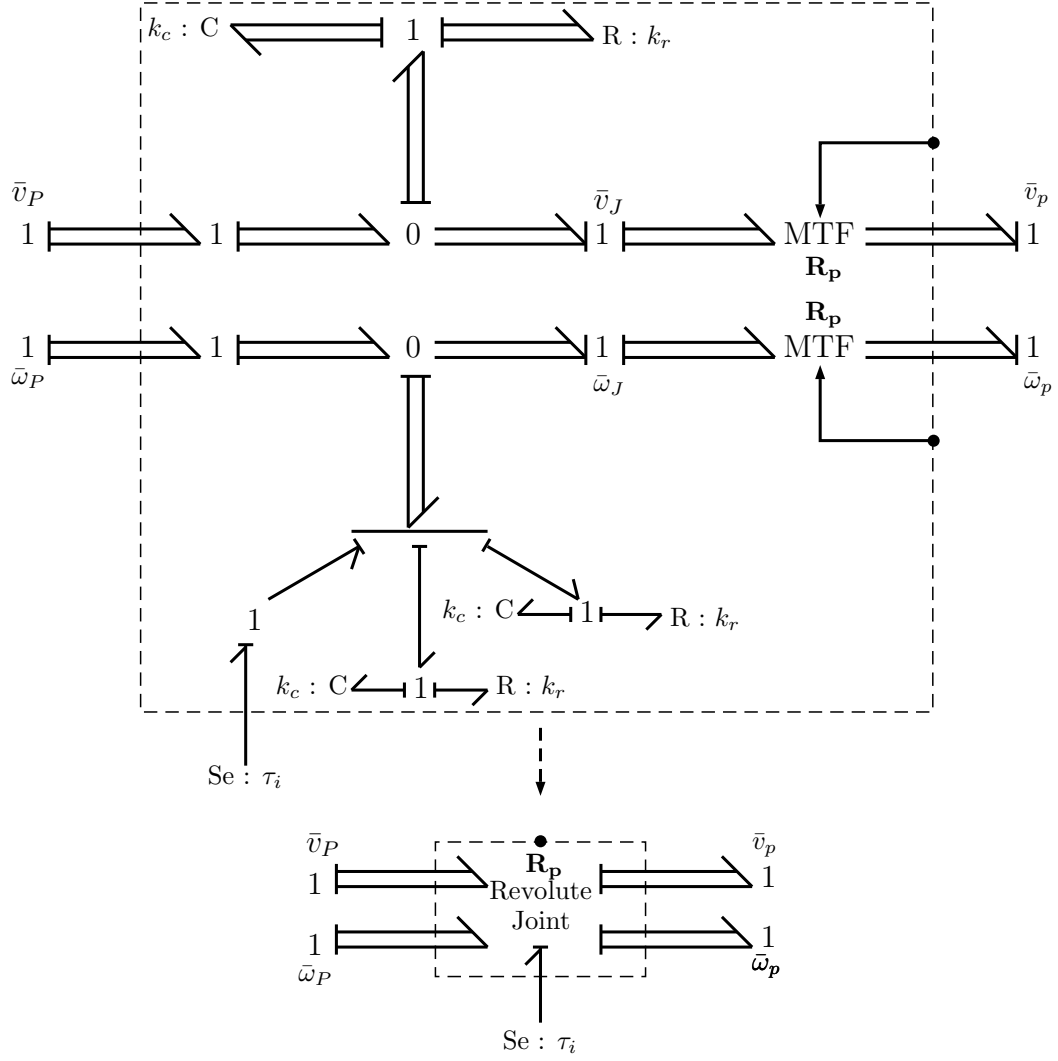 k_c : C 1 R : k_r
v̄_P v̄_J v̄_p
1 1 0 1 MTF 1
R_p
R_p
1 1 0 1 MTF 1
ω̄_P ω̄_J ω̄_p
1 k_c : C 1 R : k_r
k_c : C 1 R : k_r
Se : τ_i
v̄_P R_p v̄_p
1 Revolute 1
Joint
1 1
ω̄_P ω̄_p
Se : τ_i